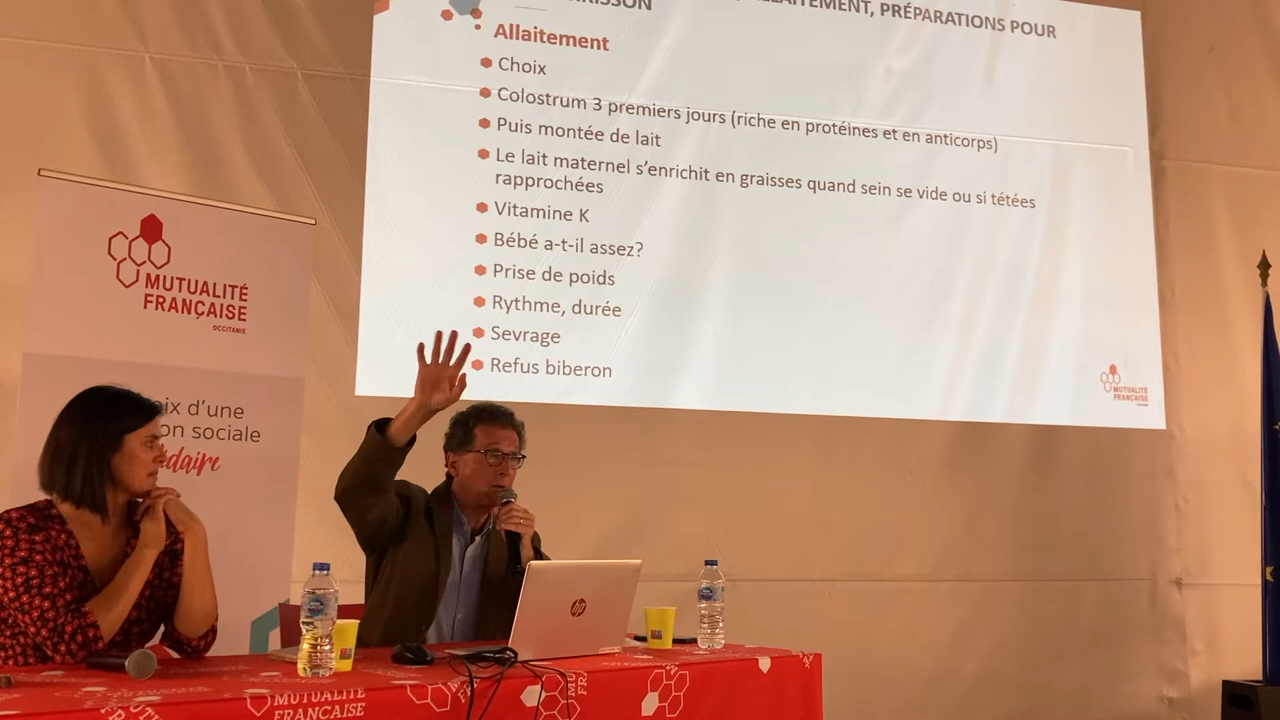 ALLAITEMENT, PRÉPARATIONS POUR
Allaitement
Choix
Colostrum 3 premiers jours (riche en protéines et en anticorps)
Puis montée de lait
Le lait maternel s'enrichit en graisses quand sein se vide ou si tétées
rapprochées
Vitamine K
Bébé a-t-il assez?
Prise de poids
Rythme, durée
Sevrage
Refus biberon
MUTUALITÉ
FRANÇAISE
MUTUALITÉ
FRANÇAISE
OCCITANIE
d'une
sociale
hp
MUTUALITÉ
FRANÇAISE